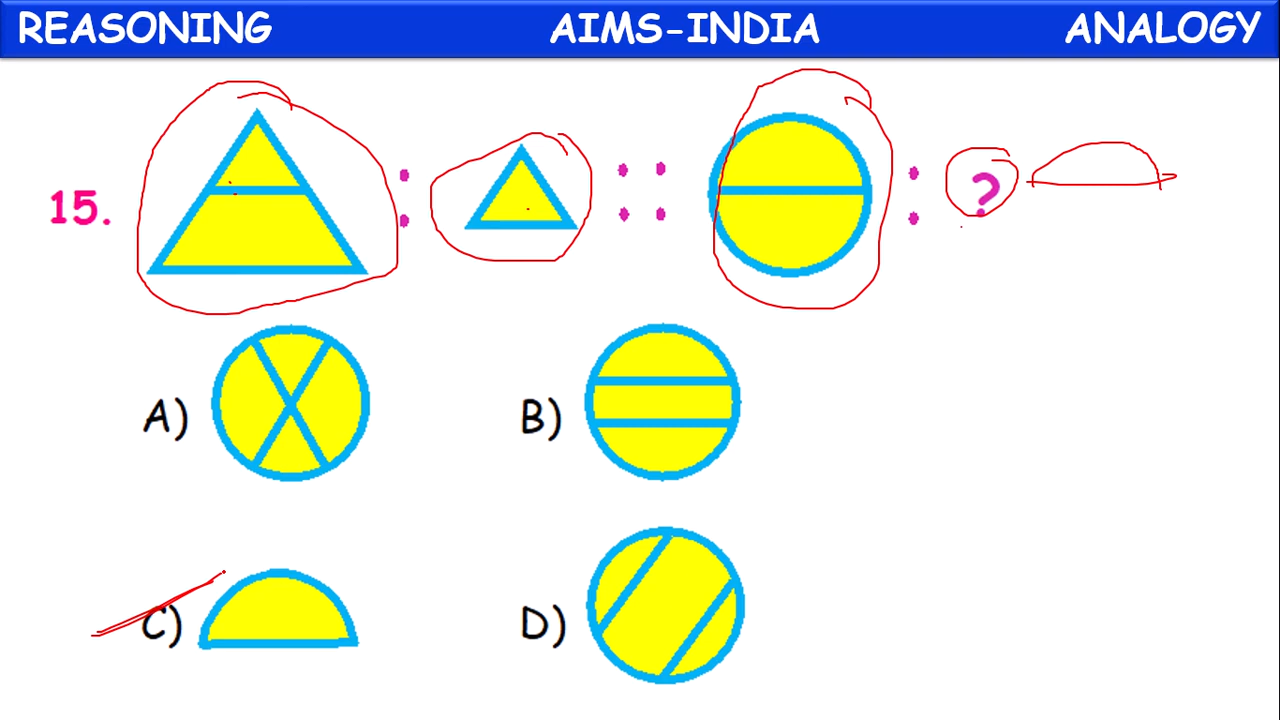 REASONING AIMS-INDIA ANALOGY
15. : :: : ?
A) B)
C) D)